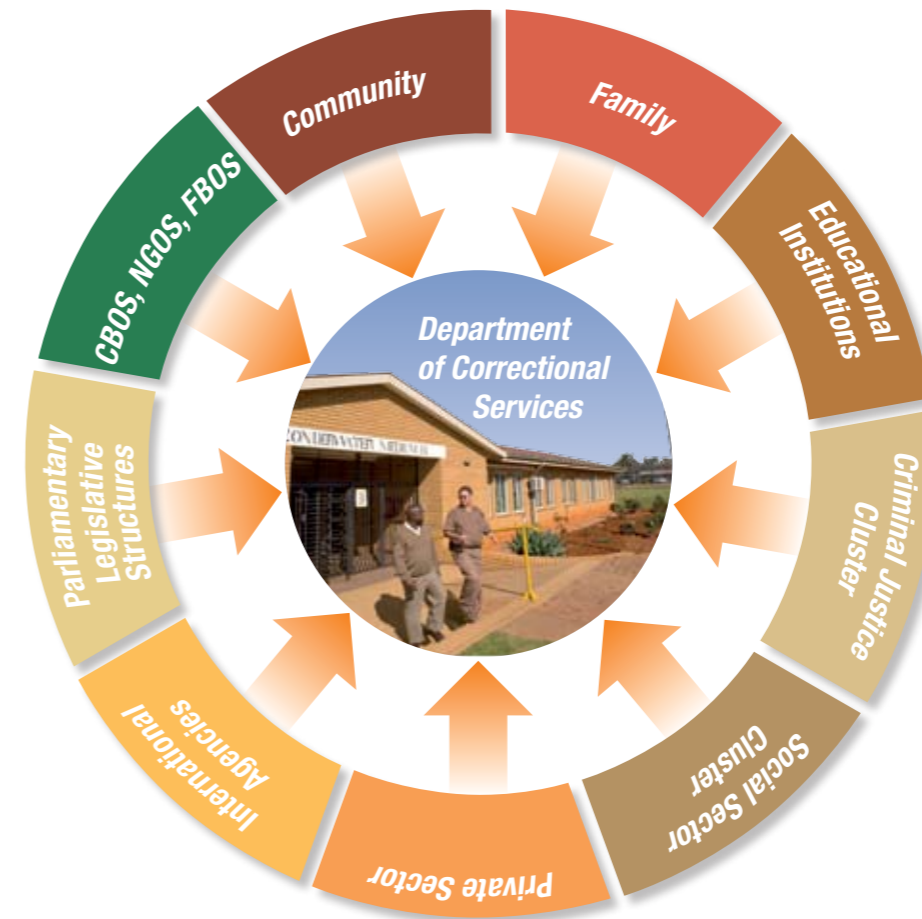 Community
Family
Educational
Institutions
Criminal Justice
Cluster
Social Sector
Cluster
Private Sector
International
Agencies
Parliamentary
Legislative
Structures
CBOS, NGOS, FBOS
Department
of Correctional
Services